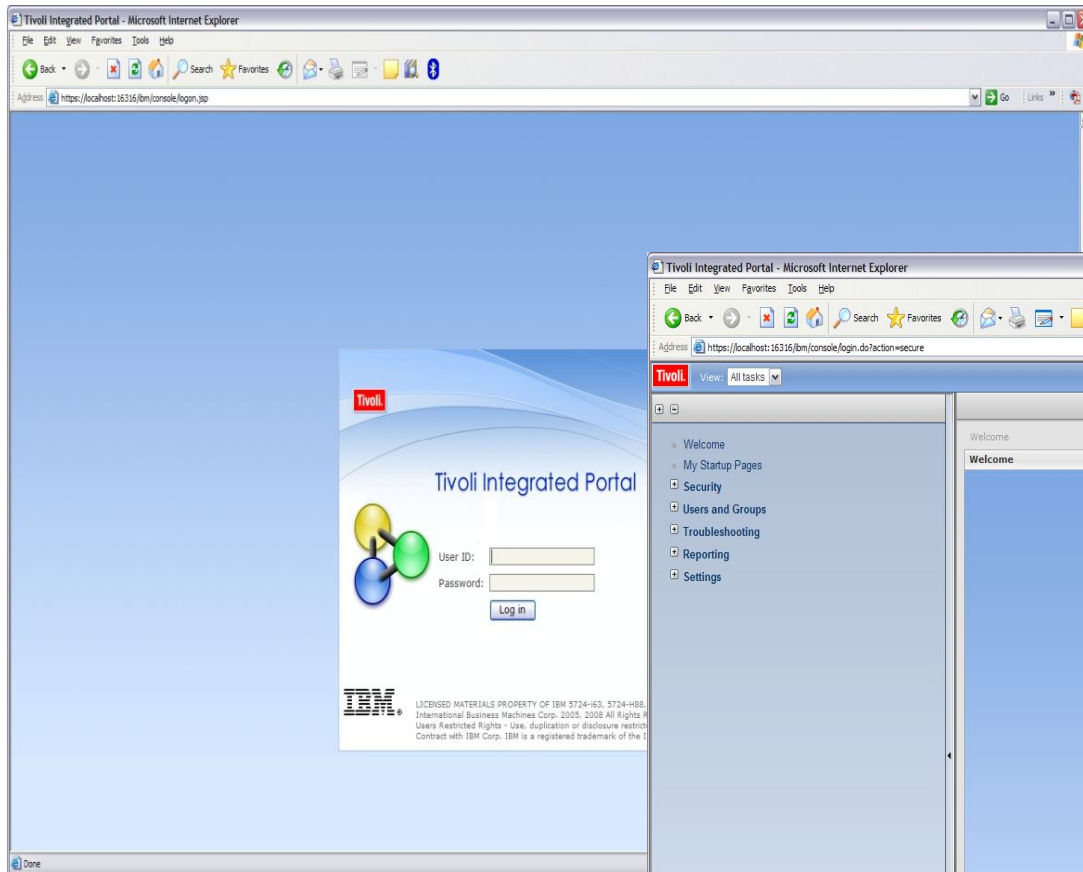 Tivoli Integrated Portal - Microsoft Internet Explorer
File Edit View Favorites Tools Help
Back Search Favorites
Address https://localhost:16316/ibm/console/logon.jsp Go Links »
Tivoli.
Tivoli Integrated Portal
User ID:
Password:
Log in
IBM®
LICENSED MATERIALS PROPERTY OF IBM 5724-I63, 5724-H88,
International Business Machines Corp. 2005, 2008 All Rights R
Users Restricted Rights - Use, duplication or disclosure restricte
Contract with IBM Corp. IBM is a registered trademark of the I
Done
Tivoli Integrated Portal - Microsoft Internet Explorer
File Edit View Favorites Tools Help
Back Search Favorites
Address https://localhost:16316/ibm/console/login.do?action=secure
Tivoli. View: All tasks
Welcome
My Startup Pages
Security
Users and Groups
Troubleshooting
Reporting
Settings
Welcome
Welcome